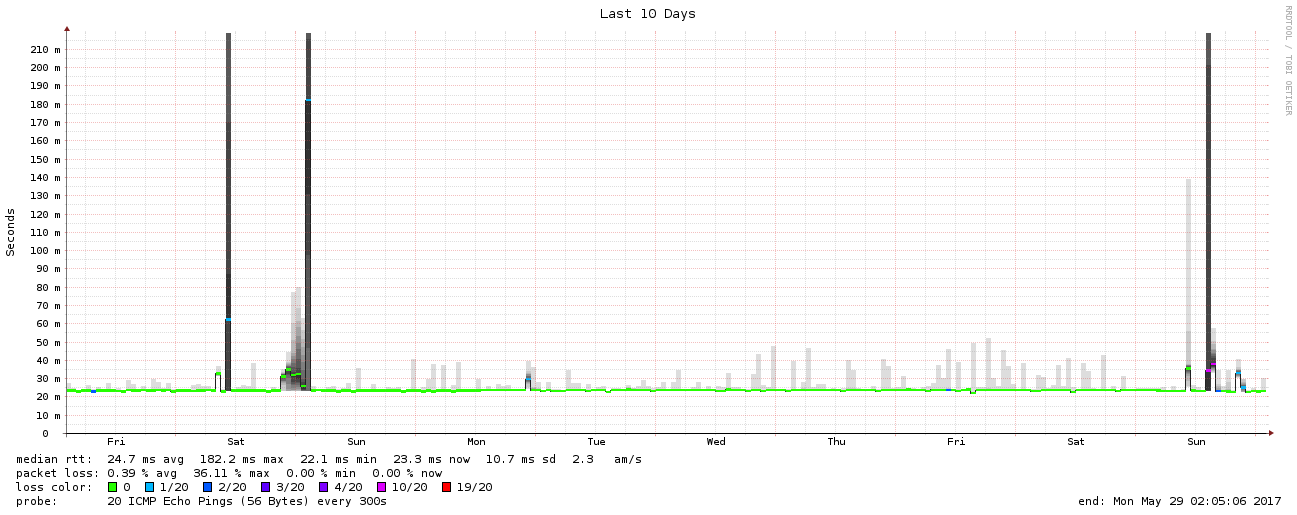 Last 10 Days
RRDTOOL / TOBI OETIKER
Seconds
210 m
200 m
190 m
180 m
170 m
160 m
150 m
140 m
130 m
120 m
110 m
100 m
90 m
80 m
70 m
60 m
50 m
40 m
30 m
20 m
10 m
0
Fri Sat Sun Mon Tue Wed Thu Fri Sat Sun
median rtt: 24.7 ms avg 182.2 ms max 22.1 ms min 23.3 ms now 10.7 ms sd 2.3 am/s
packet loss: 0.39 % avg 36.11 % max 0.00 % min 0.00 % now
loss color: 0 1/20 2/20 3/20 4/20 10/20 19/20
probe: 20 ICMP Echo Pings (56 Bytes) every 300s end: Mon May 29 02:05:06 2017